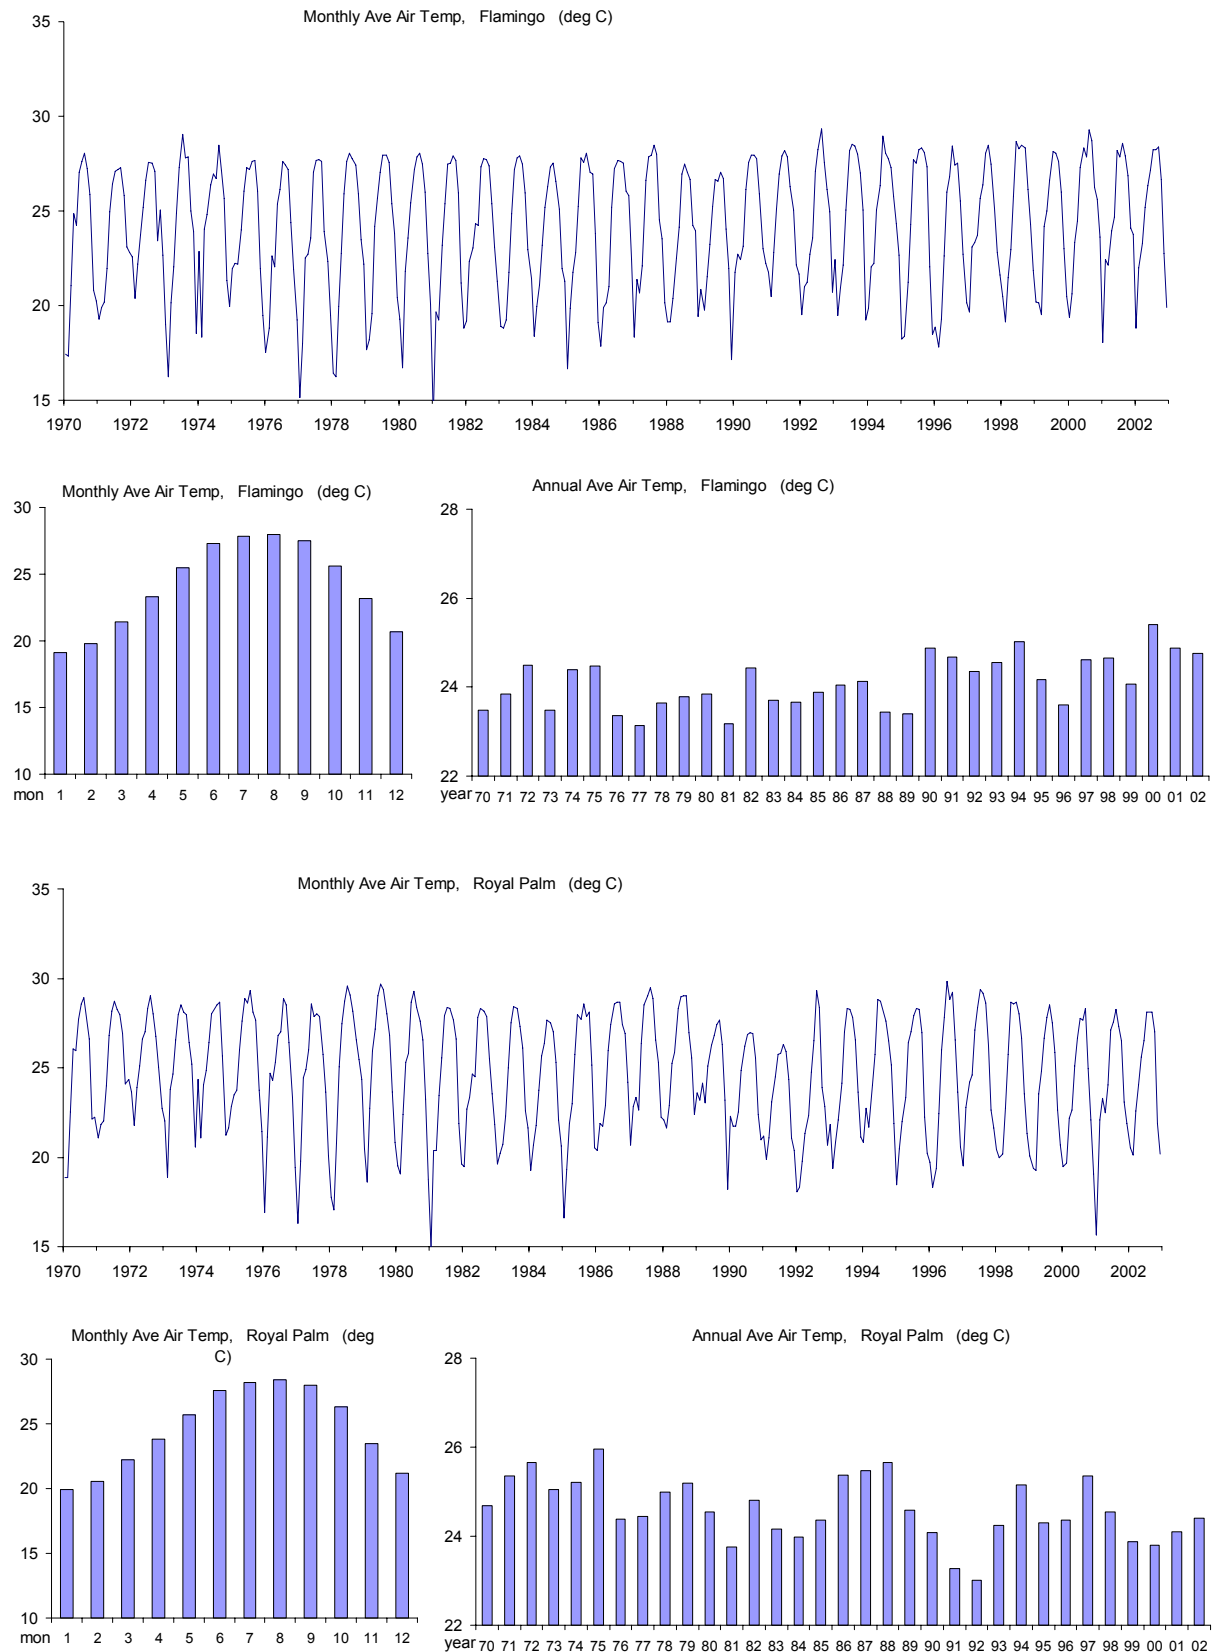 Monthly Ave Air Temp, Flamingo (deg C)
35
30
25
20
15
1970 1972 1974 1976 1978 1980 1982 1984 1986 1988 1990 1992 1994 1996 1998 2000 2002
Monthly Ave Air Temp, Flamingo (deg C)
30
25
20
15
10
mon 1 2 3 4 5 6 7 8 9 10 11 12
Annual Ave Air Temp, Flamingo (deg C)
28
26
24
22
year 70 71 72 73 74 75 76 77 78 79 80 81 82 83 84 85 86 87 88 89 90 91 92 93 94 95 96 97 98 99 00 01 02
Monthly Ave Air Temp, Royal Palm (deg C)
35
30
25
20
15
1970 1972 1974 1976 1978 1980 1982 1984 1986 1988 1990 1992 1994 1996 1998 2000 2002
Monthly Ave Air Temp, Royal Palm (deg
C)
30
25
20
15
10
mon 1 2 3 4 5 6 7 8 9 10 11 12
Annual Ave Air Temp, Royal Palm (deg C)
28
26
24
22
year 70 71 72 73 74 75 76 77 78 79 80 81 82 83 84 85 86 87 88 89 90 91 92 93 94 95 96 97 98 99 00 01 02